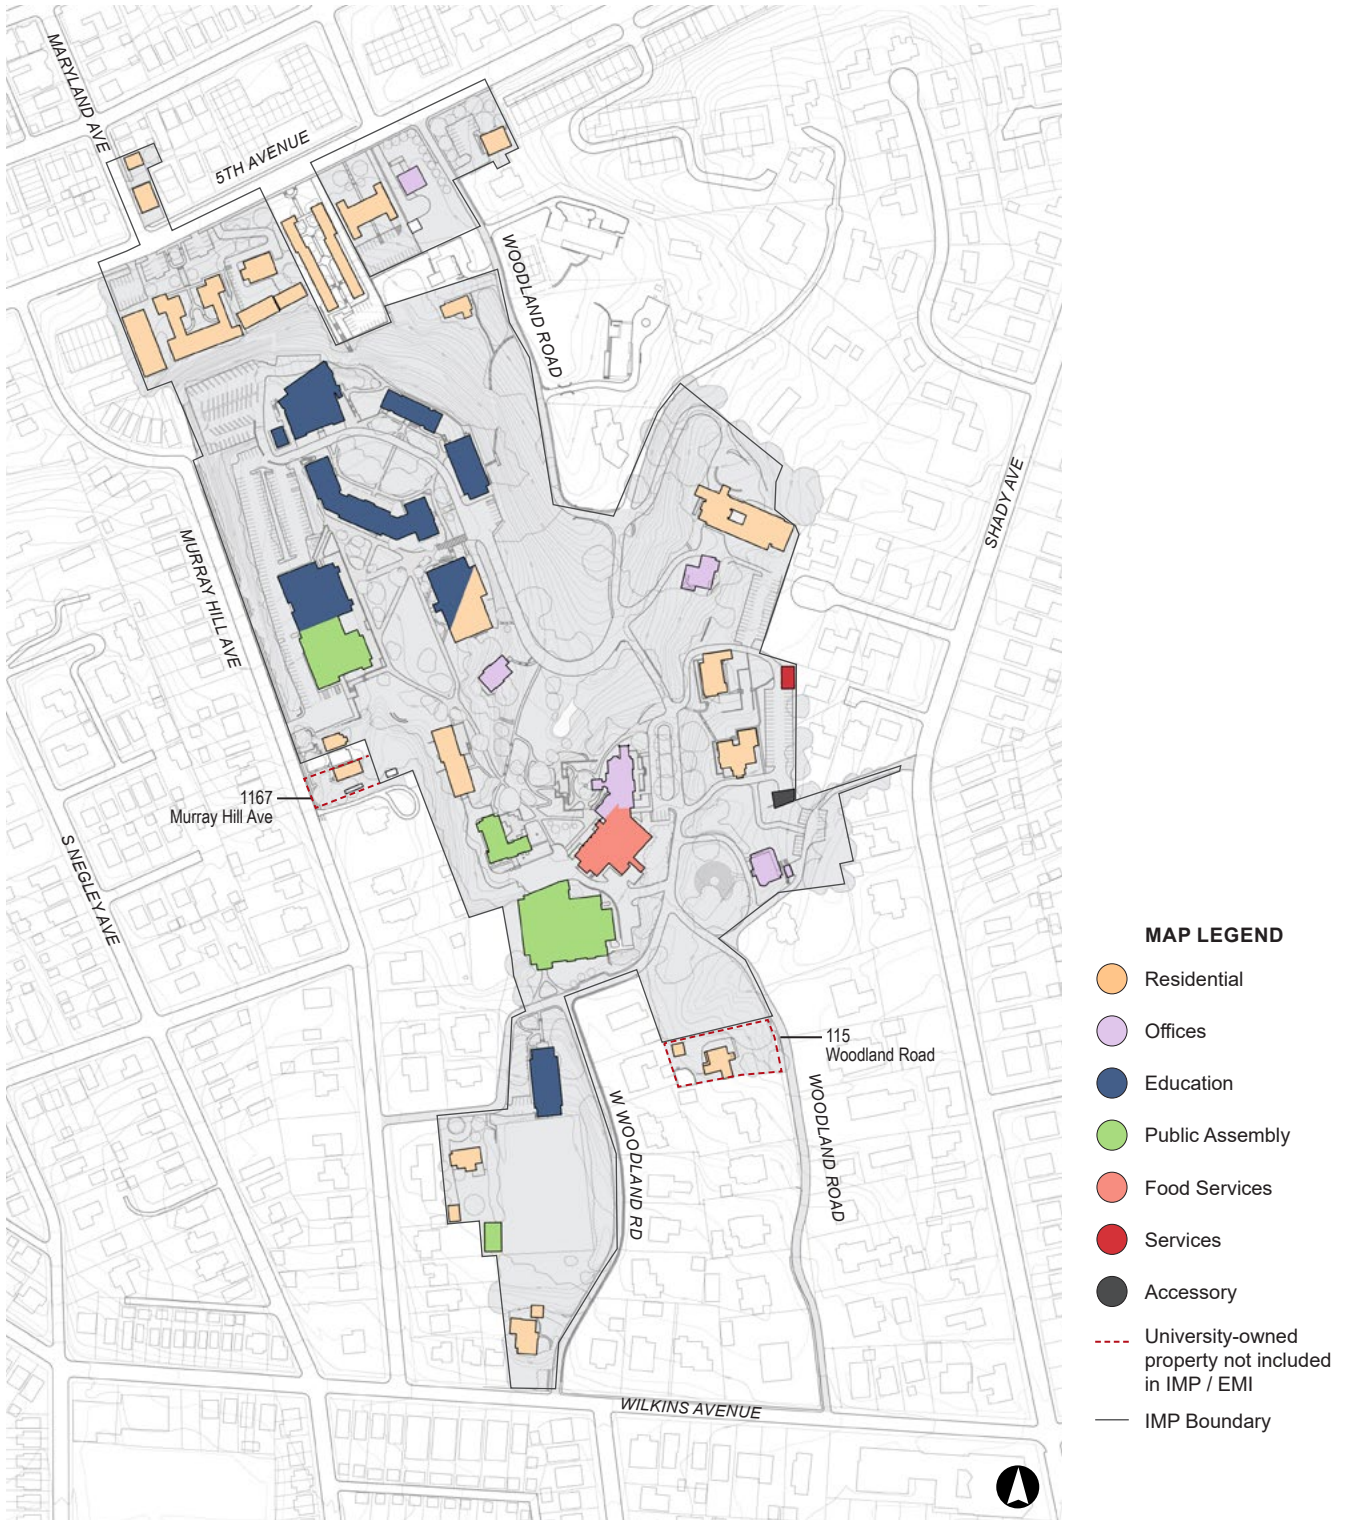 MARYLAND AVE
5TH AVENUE
WOODLAND ROAD
SHADY AVE
MURRAY HILL AVE
1167
Murray Hill Ave
S NEGLEY AVE
115
Woodland Road
W WOODLAND RD
WOODLAND ROAD
WILKINS AVENUE
MAP LEGEND
Residential
Offices
Education
Public Assembly
Food Services
Services
Accessory
University-owned
property not included
in IMP / EMI
IMP Boundary